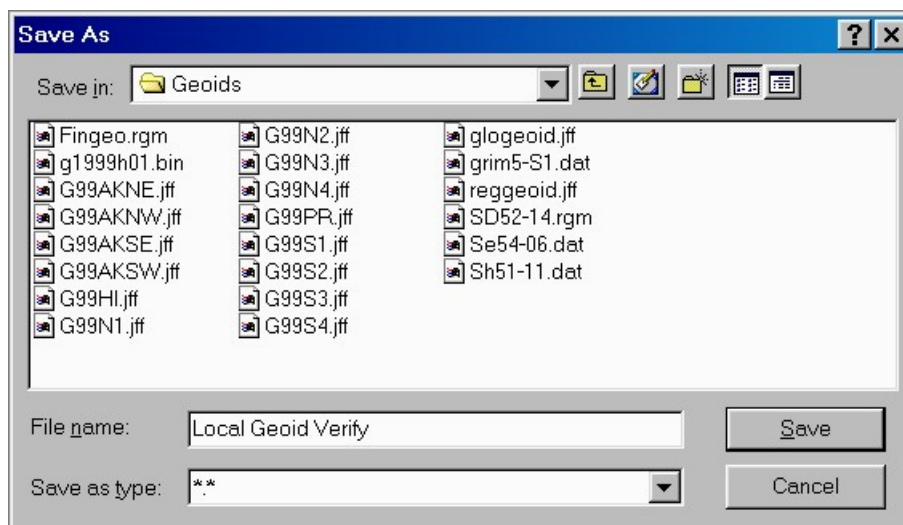 Save As
Save in: Geoids
Fingeo.rgm
g1999h01.bin
G99AKNE.jff
G99AKNW.jff
G99AKSE.jff
G99AKSW.jff
G99HI.jff
G99N1.jff
G99N2.jff
G99N3.jff
G99N4.jff
G99PR.jff
G99S1.jff
G99S2.jff
G99S3.jff
G99S4.jff
glogeoid.jff
grim5-S1.dat
reggeoid.jff
SD52-14.rgm
Se54-06.dat
Sh51-11.dat
File name: Local Geoid Verify
Save
Save as type: *.*
Cancel